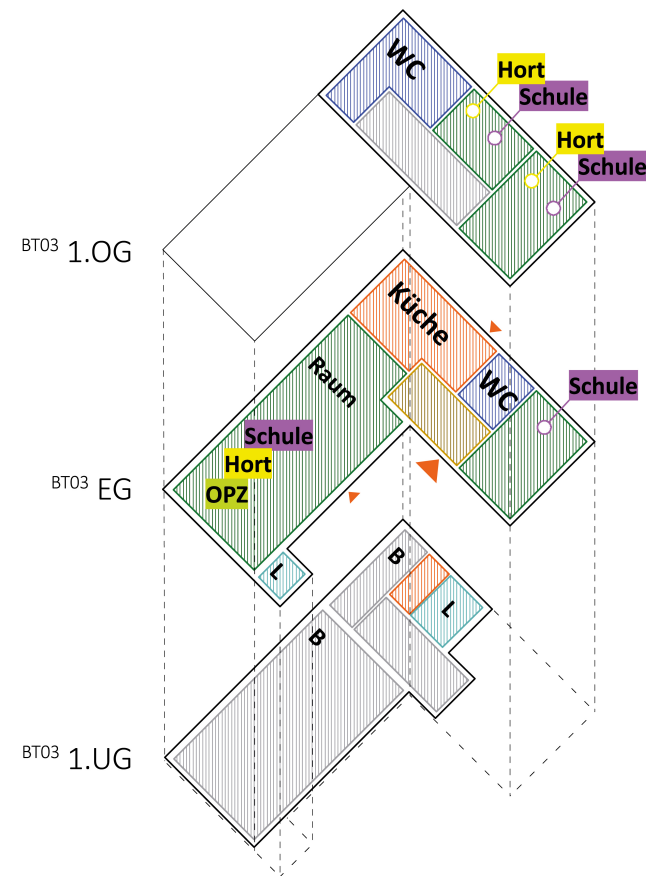 WC
Hort
Schule
Hort
Schule
BT03 1.OG
Küche
Raum
WC
Schule
Schule
Hort
OPZ
BT03 EG
L
B
L
B
BT03 1.UG